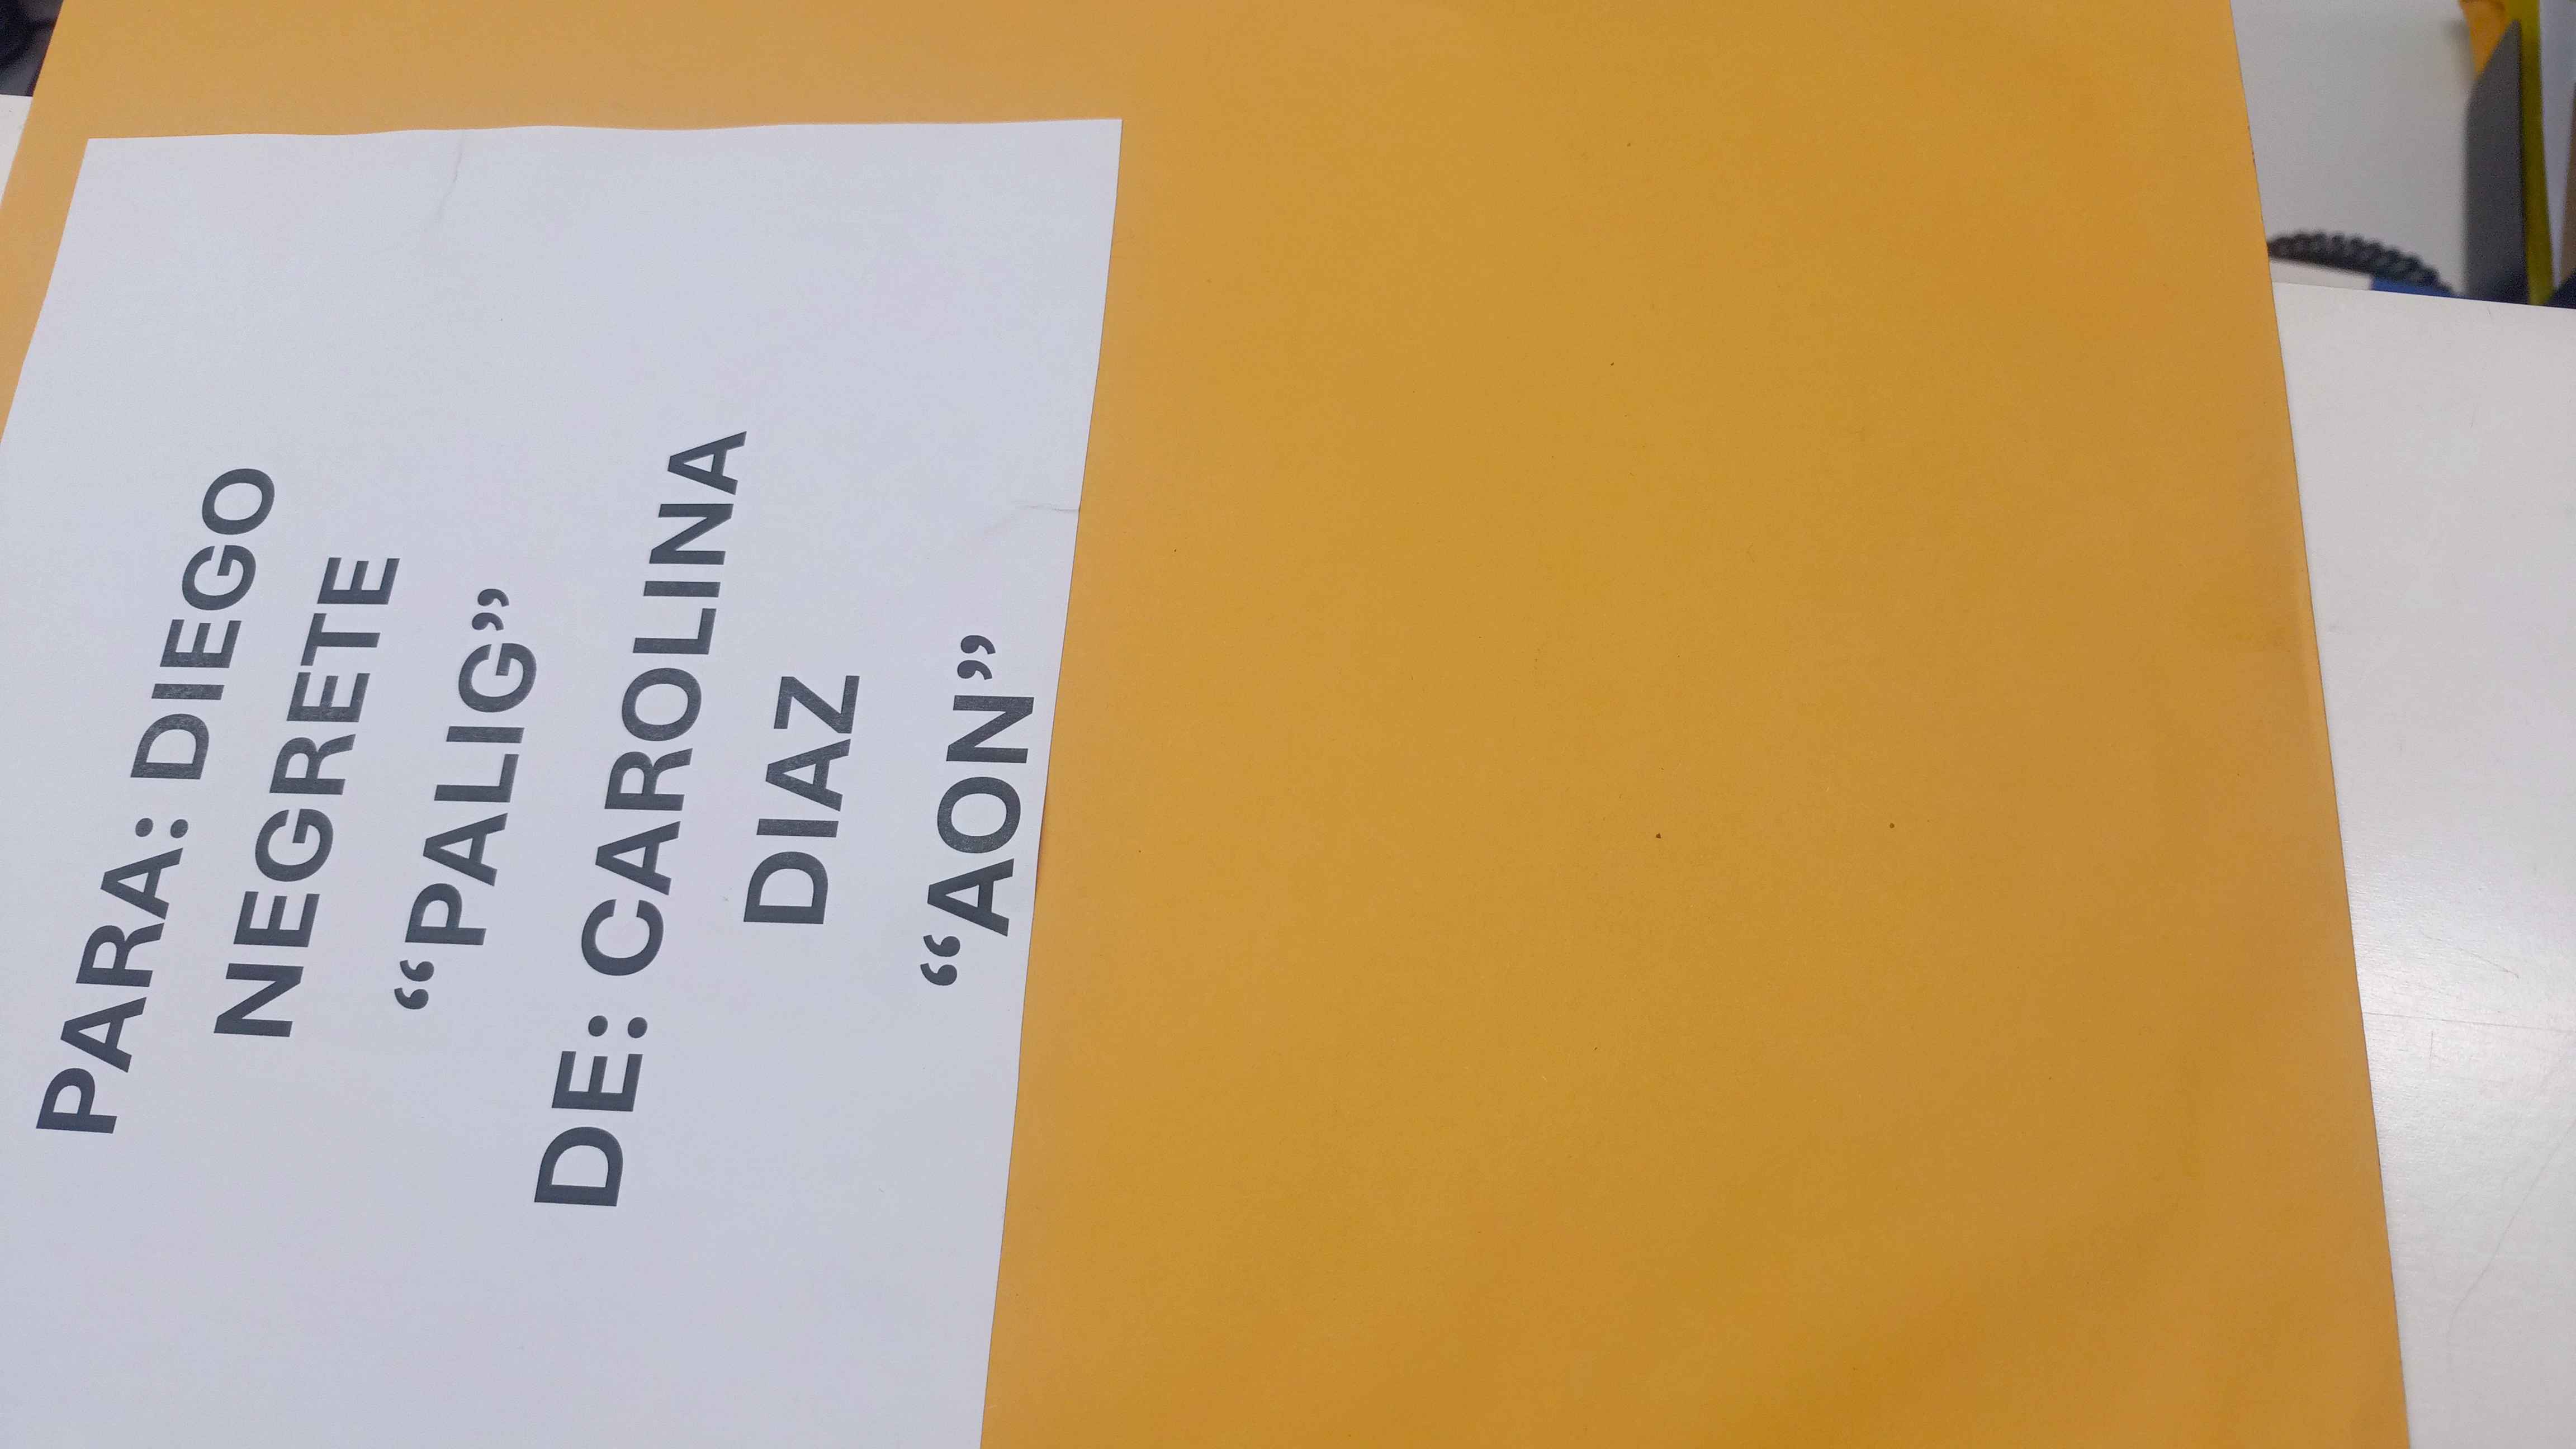 PARA: DIEGO
NEGRETE
“PALIG”
DE: CAROLINA
DIAZ
“AON”